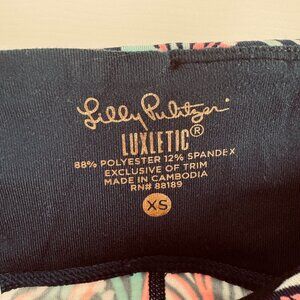 Lilly Pulitzer®
LUXLETIC®
88% POLYESTER 12% SPANDEX
EXCLUSIVE OF TRIM
MADE IN CAMBODIA
RN# 88189
XS